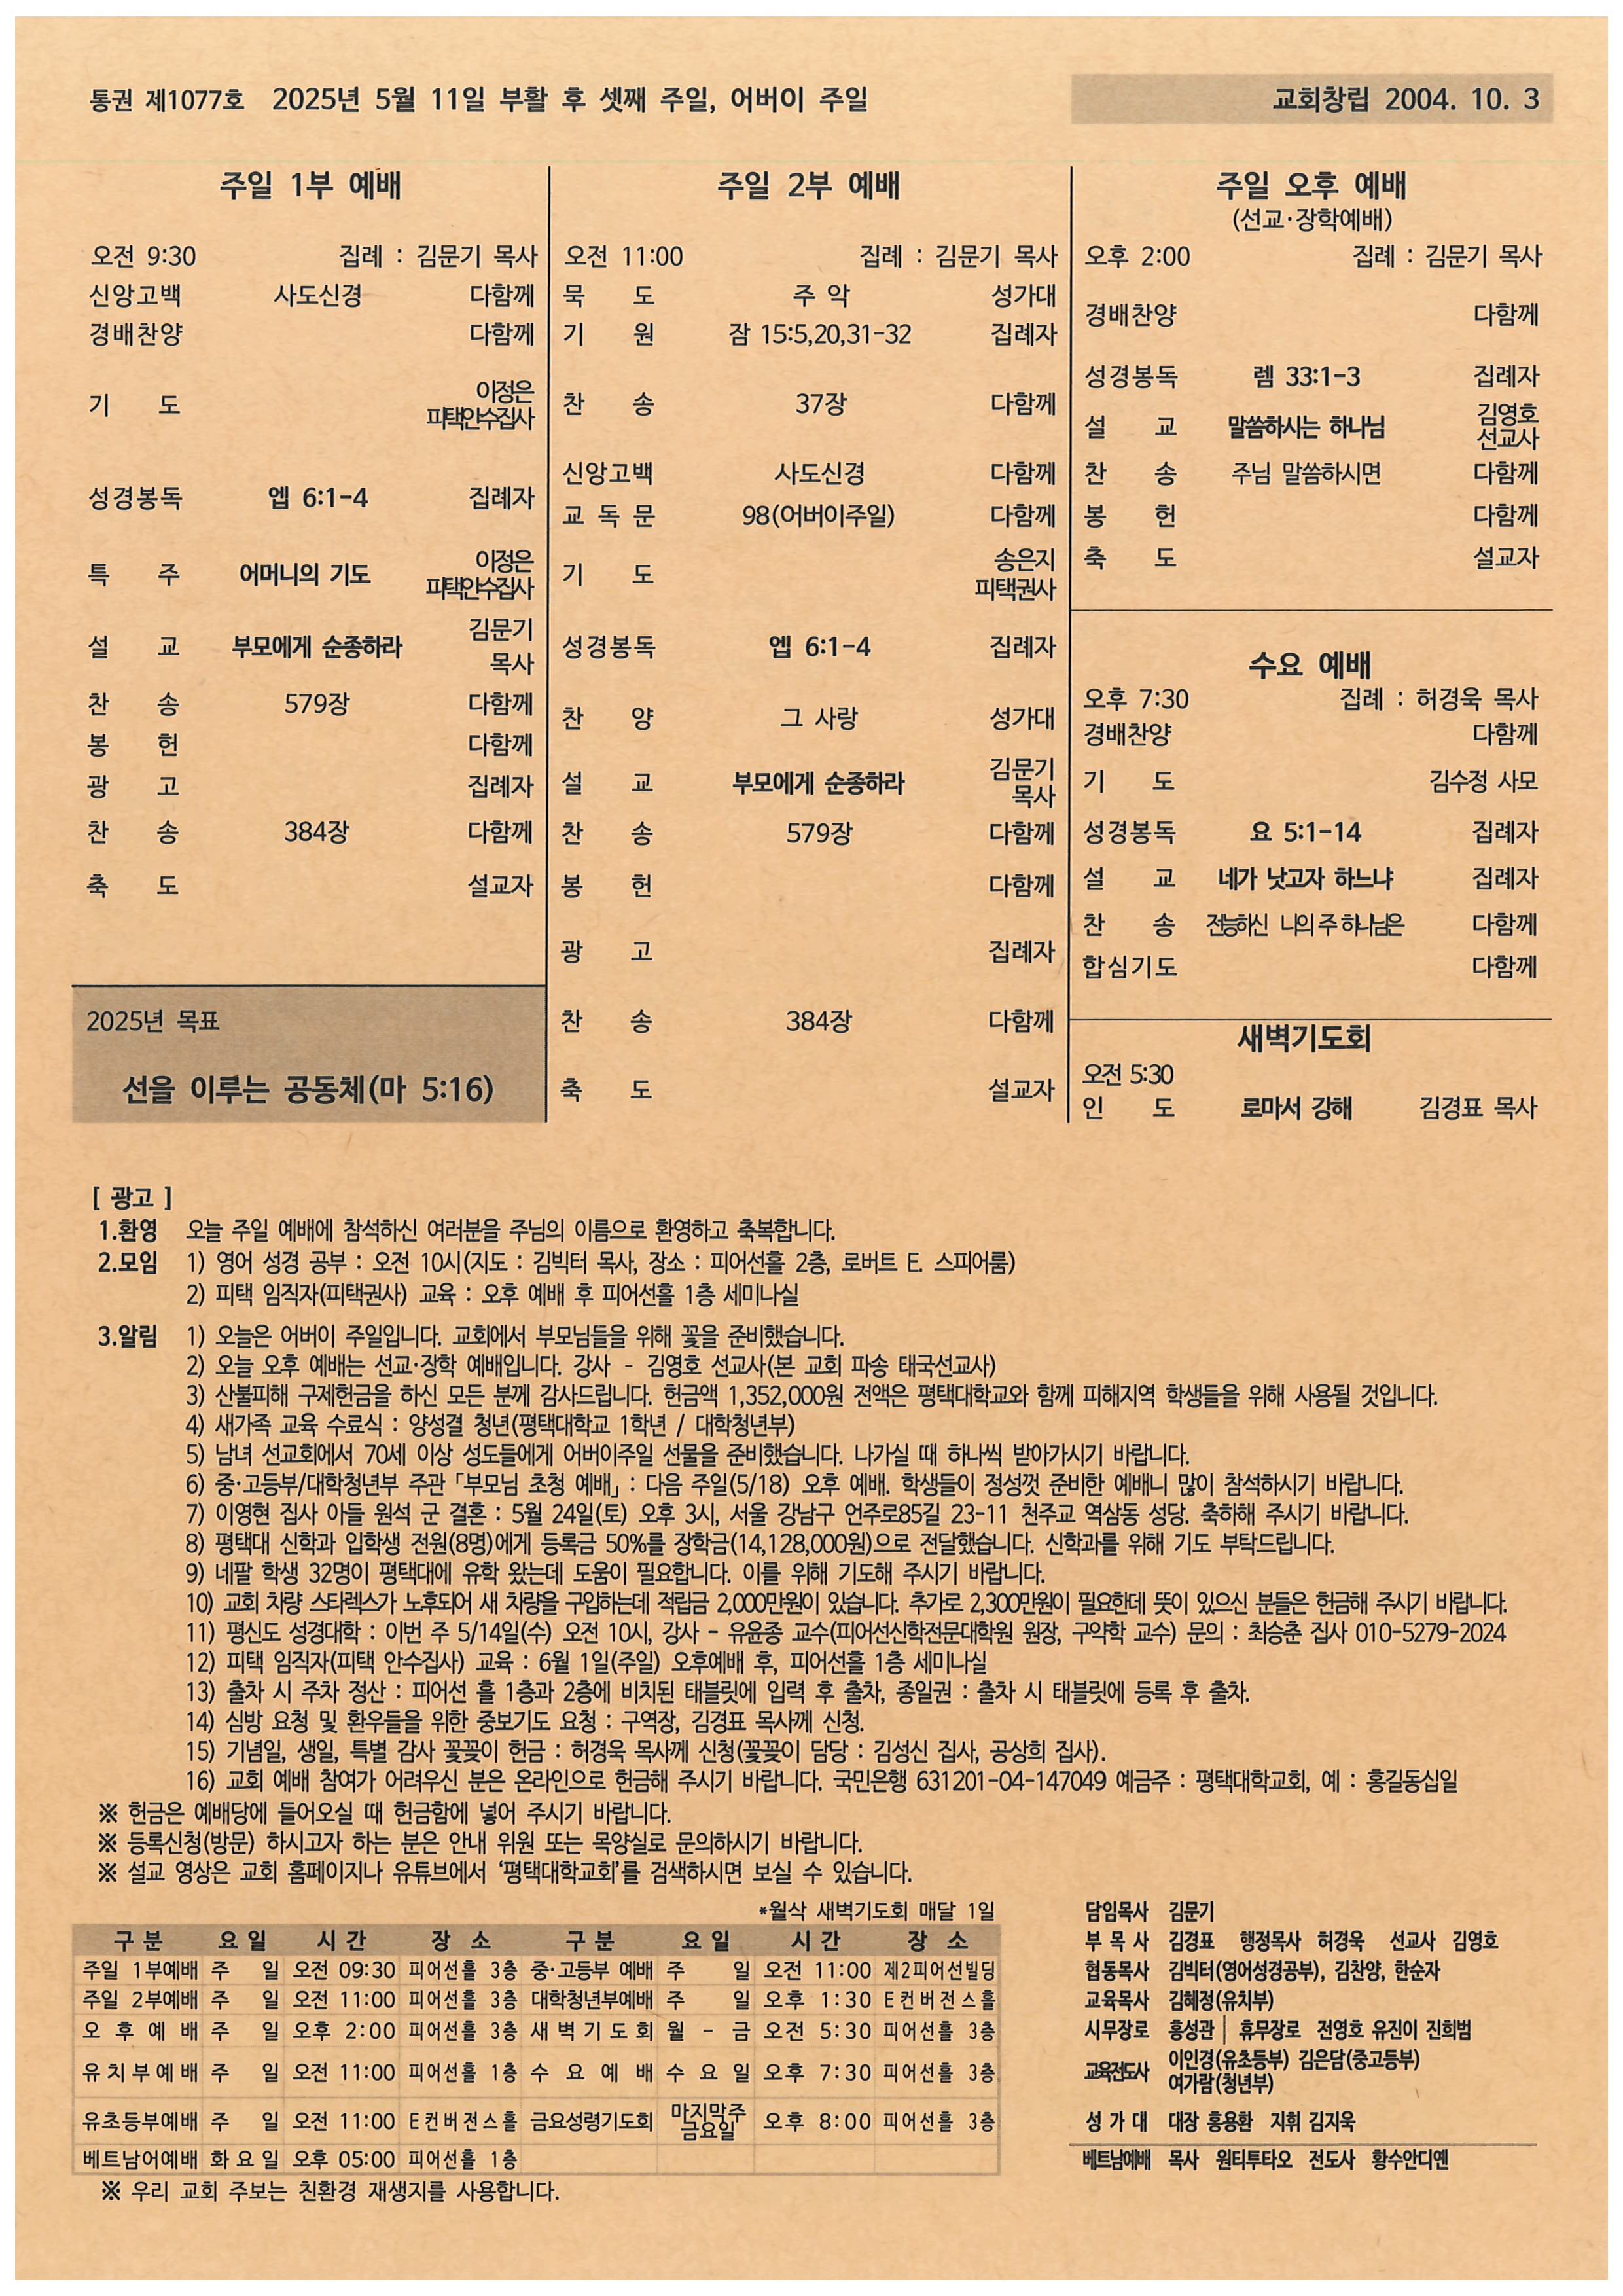 통권 제1077호 2025년 5월 11일 부활 후 셋째 주일, 어버이 주일
교회창립 2004. 10. 3
주일 1부 예배
오전 9:30 집례 : 김문기 목사
신앙고백 사도신경 다함께
경배찬양 다함께
기 도 이정은 피택안수집사
성경봉독 엡 6:1-4 집례자
특 주 어머니의 기도 이정은 피택안수집사
설 교 부모에게 순종하라 김문기 목사
찬 송 579장 다함께
봉 헌 다함께
광 고 집례자
찬 송 384장 다함께
축 도 설교자
2025년 목표
선을 이루는 공동체(마 5:16)
주일 2부 예배
오전 11:00 집례 : 김문기 목사
묵 도 주 악 성가대
기 원 잠 15:5,20,31-32 집례자
찬 송 37장 다함께
신앙고백 사도신경 다함께
교 독 문 98(어버이주일) 다함께
기 도 송은지 피택권사
성경봉독 엡 6:1-4 집례자
찬 양 그 사랑 성가대
설 교 부모에게 순종하라 김문기 목사
찬 송 579장 다함께
봉 헌 다함께
광 고 집례자
찬 송 384장 다함께
축 도 설교자
주일 오후 예배
(선교·장학예배)
오후 2:00 집례 : 김문기 목사
경배찬양 다함께
성경봉독 렘 33:1-3 집례자
설 교 말씀하시는 하나님 김영호 선교사
찬 송 주님 말씀하시면 다함께
봉 헌 다함께
축 도 설교자
수요 예배
오후 7:30 집례 : 허경욱 목사
경배찬양 다함께
기 도 김수정 사모
성경봉독 요 5:1-14 집례자
설 교 네가 낫고자 하느냐 집례자
찬 송 전능하신 나의 주 하나님은 다함께
합심기도 다함께
새벽기도회
오전 5:30
인 도 로마서 강해 김경표 목사
[ 광고 ]
1.환영 오늘 주일 예배에 참석하신 여러분을 주님의 이름으로 환영하고 축복합니다.
2.모임 1) 영어 성경 공부 : 오전 10시(지도 : 김빅터 목사, 장소 : 피어선홀 2층, 로버트 E. 스피어룸)
2) 피택 임직자(피택권사) 교육 : 오후 예배 후 피어선홀 1층 세미나실
3.알림 1) 오늘은 어버이 주일입니다. 교회에서 부모님들을 위해 꽃을 준비했습니다.
2) 오늘 오후 예배는 선교·장학 예배입니다. 강사 - 김영호 선교사(본 교회 파송 태국선교사)
3) 산불피해 구제헌금을 하신 모든 분께 감사드립니다. 헌금액 1,352,000원 전액은 평택대학교와 함께 피해지역 학생들을 위해 사용될 것입니다.
4) 새가족 교육 수료식 : 양성결 청년(평택대학교 1학년 / 대학청년부)
5) 남녀 선교회에서 70세 이상 성도들에게 어버이주일 선물을 준비했습니다. 나가실 때 하나씩 받아가시기 바랍니다.
6) 중·고등부/대학청년부 주관 「부모님 초청 예배」 : 다음 주일(5/18) 오후 예배. 학생들이 정성껏 준비한 예배니 많이 참석하시기 바랍니다.
7) 이영현 집사 아들 원석 군 결혼 : 5월 24일(토) 오후 3시, 서울 강남구 언주로85길 23-11 천주교 역삼동 성당. 축하해 주시기 바랍니다.
8) 평택대 신학과 입학생 전원(8명)에게 등록금 50%를 장학금(14,128,000원)으로 전달했습니다. 신학과를 위해 기도 부탁드립니다.
9) 네팔 학생 32명이 평택대에 유학 왔는데 도움이 필요합니다. 이를 위해 기도해 주시기 바랍니다.
10) 교회 차량 스타렉스가 노후되어 새 차량을 구입하는데 적립금 2,000만원이 있습니다. 추가로 2,300만원이 필요한데 뜻이 있으신 분들은 헌금해 주시기 바랍니다.
11) 평신도 성경대학 : 이번 주 5/14일(수) 오전 10시, 강사 - 유윤종 교수(피어선신학전문대학원 원장, 구약학 교수) 문의 : 최승춘 집사 010-5279-2024
12) 피택 임직자(피택 안수집사) 교육 : 6월 1일(주일) 오후예배 후, 피어선홀 1층 세미나실
13) 출차 시 주차 정산 : 피어선 홀 1층과 2층에 비치된 태블릿에 입력 후 출차, 종일권 : 출차 시 태블릿에 등록 후 출차.
14) 심방 요청 및 환우들을 위한 중보기도 요청 : 구역장, 김경표 목사께 신청.
15) 기념일, 생일, 특별 감사 꽃꽂이 헌금 : 허경욱 목사께 신청(꽃꽂이 담당 : 김성신 집사, 공상희 집사).
16) 교회 예배 참여가 어려우신 분은 온라인으로 헌금해 주시기 바랍니다. 국민은행 631201-04-147049 예금주 : 평택대학교회, 예 : 홍길동십일
※ 헌금은 예배당에 들어오실 때 헌금함에 넣어 주시기 바랍니다.
※ 등록신청(방문) 하시고자 하는 분은 안내 위원 또는 목양실로 문의하시기 바랍니다.
※ 설교 영상은 교회 홈페이지나 유튜브에서 '평택대학교회'를 검색하시면 보실 수 있습니다.
*월삭 새벽기도회 매달 1일
구분 요일 시간 장소 구분 요일 시간 장소
주일 1부예배 주 일 오전 09:30 피어선홀 3층 중·고등부 예배 주 일 오전 11:00 제2피어선빌딩
주일 2부예배 주 일 오전 11:00 피어선홀 3층 대학청년부예배 주 일 오후 1:30 E컨버전스홀
오후예배 주 일 오후 2:00 피어선홀 3층 새벽기도회 월 - 금 오전 5:30 피어선홀 3층
유치부예배 주 일 오전 11:00 피어선홀 1층 수요예배 수요일 오후 7:30 피어선홀 3층
유초등부예배 주 일 오전 11:00 E컨버전스홀 금요성령기도회 마지막주 금요일 오후 8:00 피어선홀 3층
베트남어예배 화요일 오후 05:00 피어선홀 1층
※ 우리 교회 주보는 친환경 재생지를 사용합니다.
담임목사 김문기
부 목 사 김경표 행정목사 허경욱 선교사 김영호
협동목사 김빅터(영어성경공부), 김찬양, 한순자
교육목사 김혜정(유치부)
시무장로 홍성관 | 휴무장로 전영호 유진이 진희범
교육전도사 이인경(유초등부) 김은담(중고등부)
여가람(청년부)
성 가 대 대장 홍용환 지휘 김지욱
베트남예배 목사 원티투타오 전도사 황수안디엔